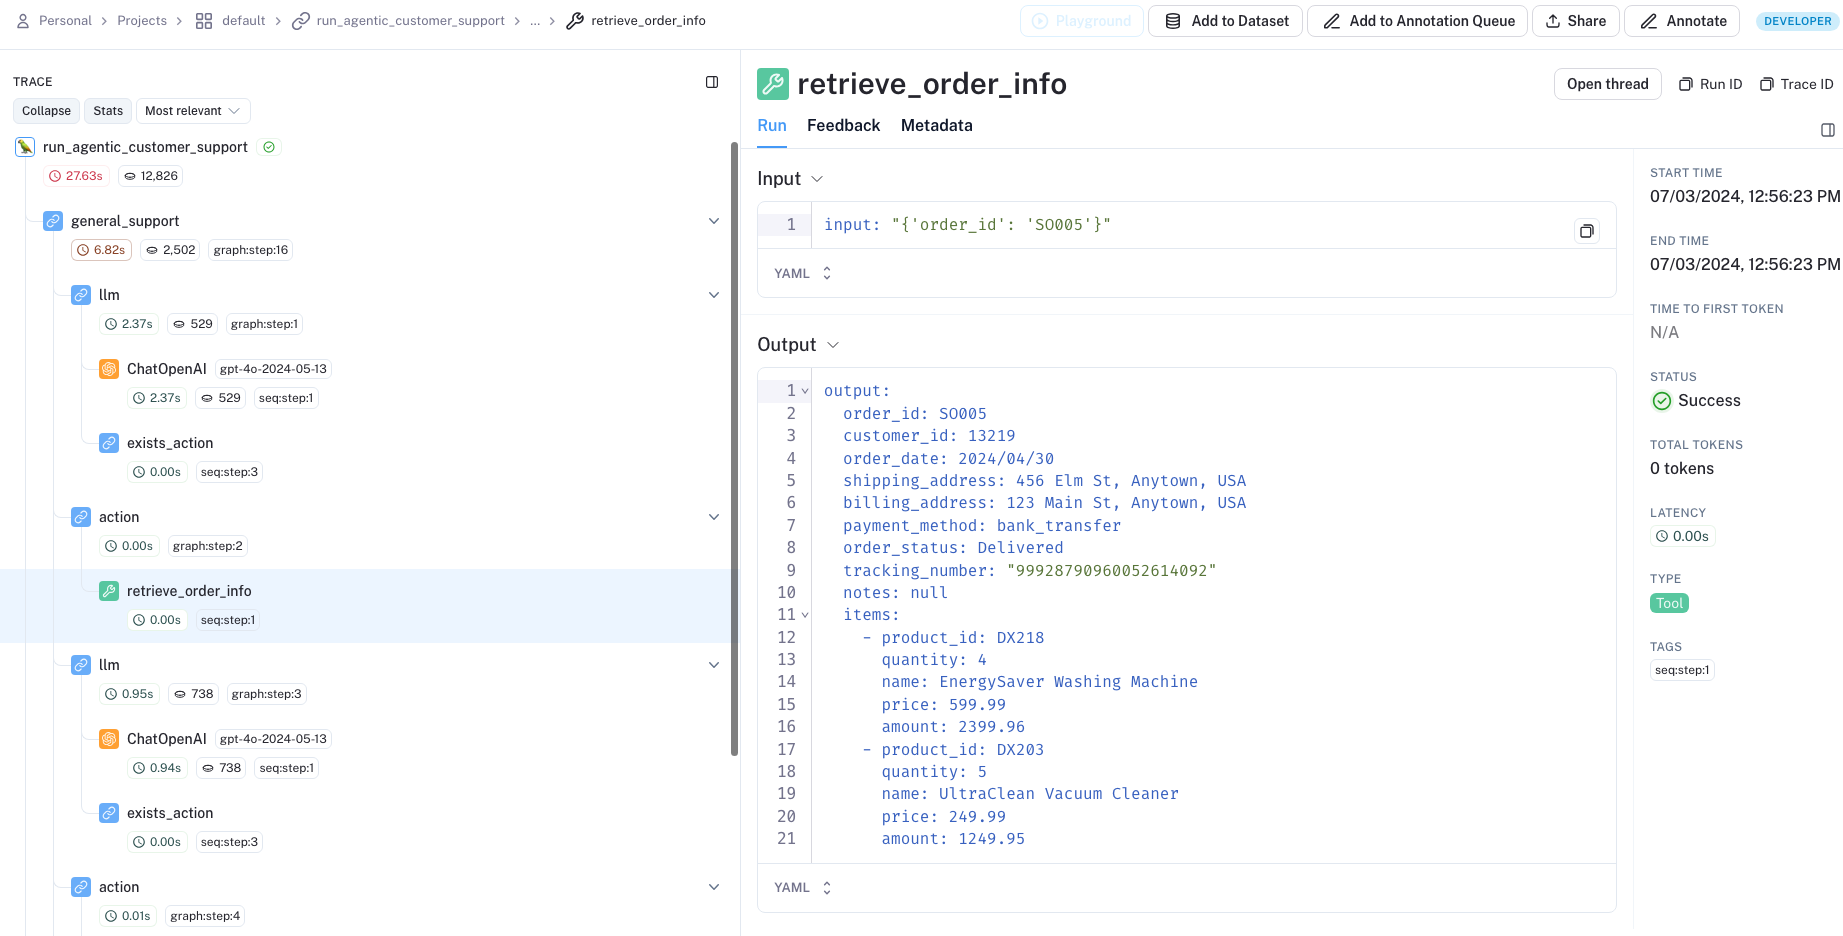 Personal > Projects > default > run_agentic_customer_support > ... > retrieve_order_info
Playground
Add to Dataset
Add to Annotation Queue
Share
Annotate
DEVELOPER
TRACE
Collapse
Stats
Most relevant
run_agentic_customer_support
27.63s 12,826
general_support
6.82s 2,502 graph:step:16
llm
2.37s 529 graph:step:1
ChatOpenAI gpt-4o-2024-05-13
2.37s 529 seq:step:1
exists_action
0.00s seq:step:3
action
0.00s graph:step:2
retrieve_order_info
0.00s seq:step:1
llm
0.95s 738 graph:step:3
ChatOpenAI gpt-4o-2024-05-13
0.94s 738 seq:step:1
exists_action
0.00s seq:step:3
action
0.01s graph:step:4
retrieve_order_info
Open thread
Run ID
Trace ID
Run
Feedback
Metadata
Input
1 input: "{'order_id': 'SO005'}"
YAML
Output
1 output:
2 order_id: SO005
3 customer_id: 13219
4 order_date: 2024/04/30
5 shipping_address: 456 Elm St, Anytown, USA
6 billing_address: 123 Main St, Anytown, USA
7 payment_method: bank_transfer
8 order_status: Delivered
9 tracking_number: "99928790960052614092"
10 notes: null
11 items:
12 - product_id: DX218
13 quantity: 4
14 name: EnergySaver Washing Machine
15 price: 599.99
16 amount: 2399.96
17 - product_id: DX203
18 quantity: 5
19 name: UltraClean Vacuum Cleaner
20 price: 249.99
21 amount: 1249.95
YAML
START TIME
07/03/2024, 12:56:23 PM
END TIME
07/03/2024, 12:56:23 PM
TIME TO FIRST TOKEN
N/A
STATUS
Success
TOTAL TOKENS
0 tokens
LATENCY
0.00s
TYPE
Tool
TAGS
seq:step:1